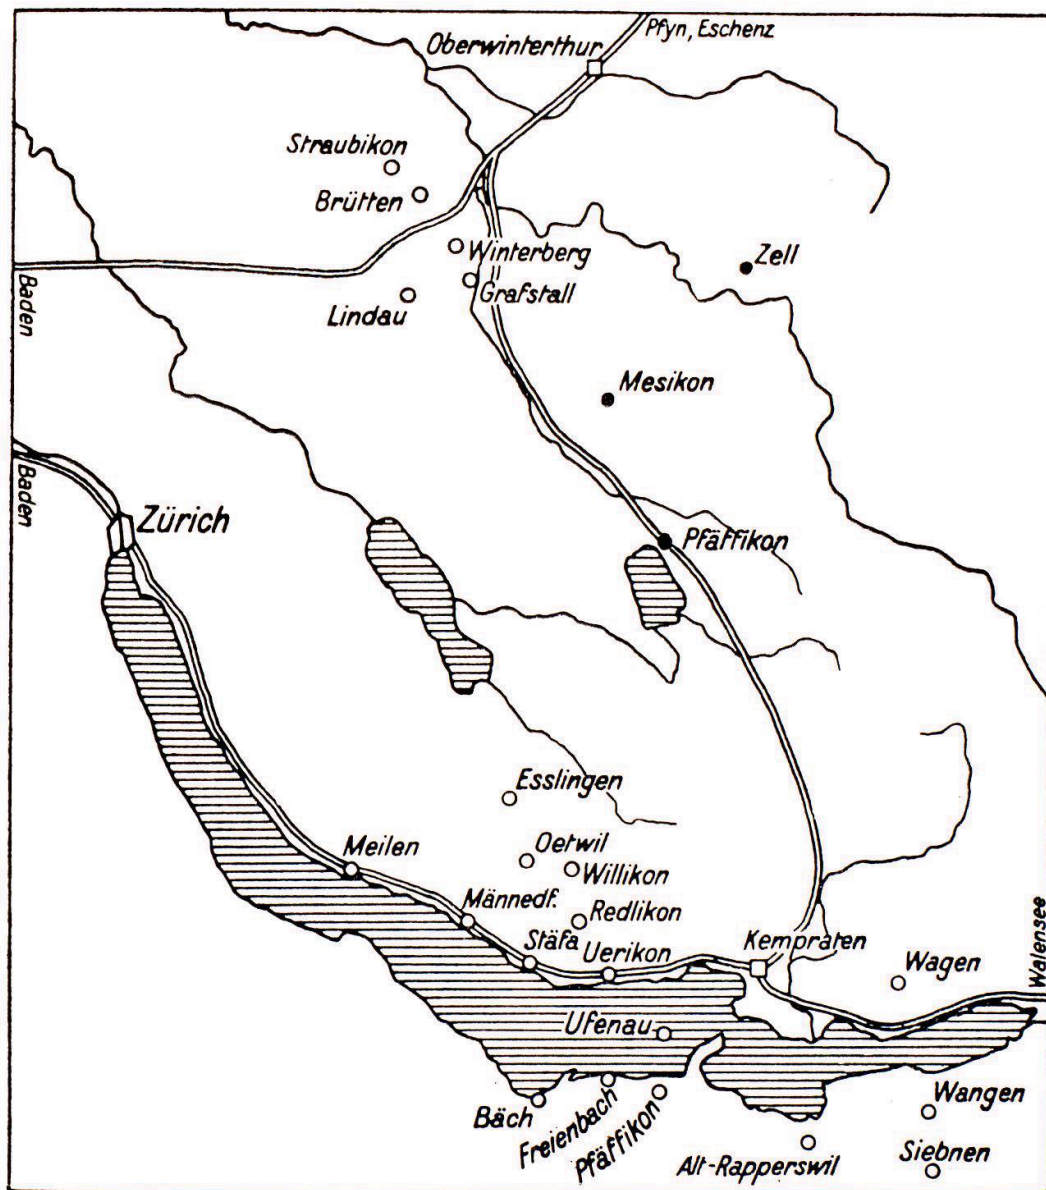 Pfyn, Eschenz
Oberwinterthur
Straubikon
Brütten
Winterberg
Zell
Grafstall
Lindau
Baden
Mesikon
Baden
Zürich
Pfäffikon
Esslingen
Meilen
Oetwil
Willikon
Männedf.
Redlikon
Stäfa
Uerikon
Kempraten
Wagen
Walensee
Ufenau
Bäch
Freienbach
Pfäffikon
Wangen
Alt-Rapperswil
Siebnen